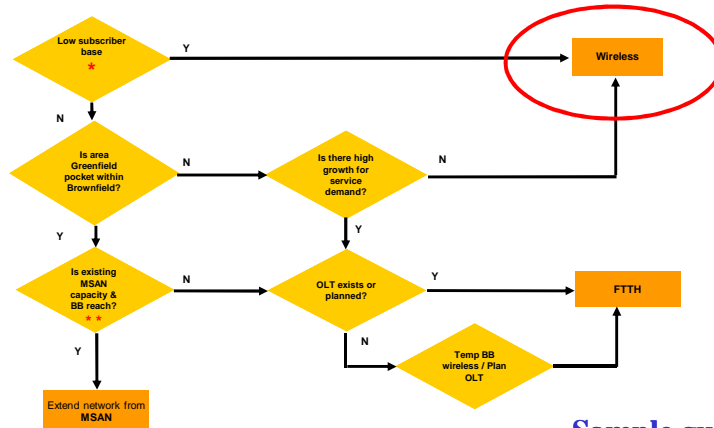 Low subscriber
base
*
Y
Wireless
N
Is area
Greenfield
pocket within
Brownfield?
N
Is there high
growth for
service
demand?
N
Y
Y
Is existing
MSAN
capacity &
BB reach?
* *
N
OLT exists or
planned?
Y
FTTH
N
Temp BB
wireless / Plan
OLT
Y
Extend network from
MSAN
Sample